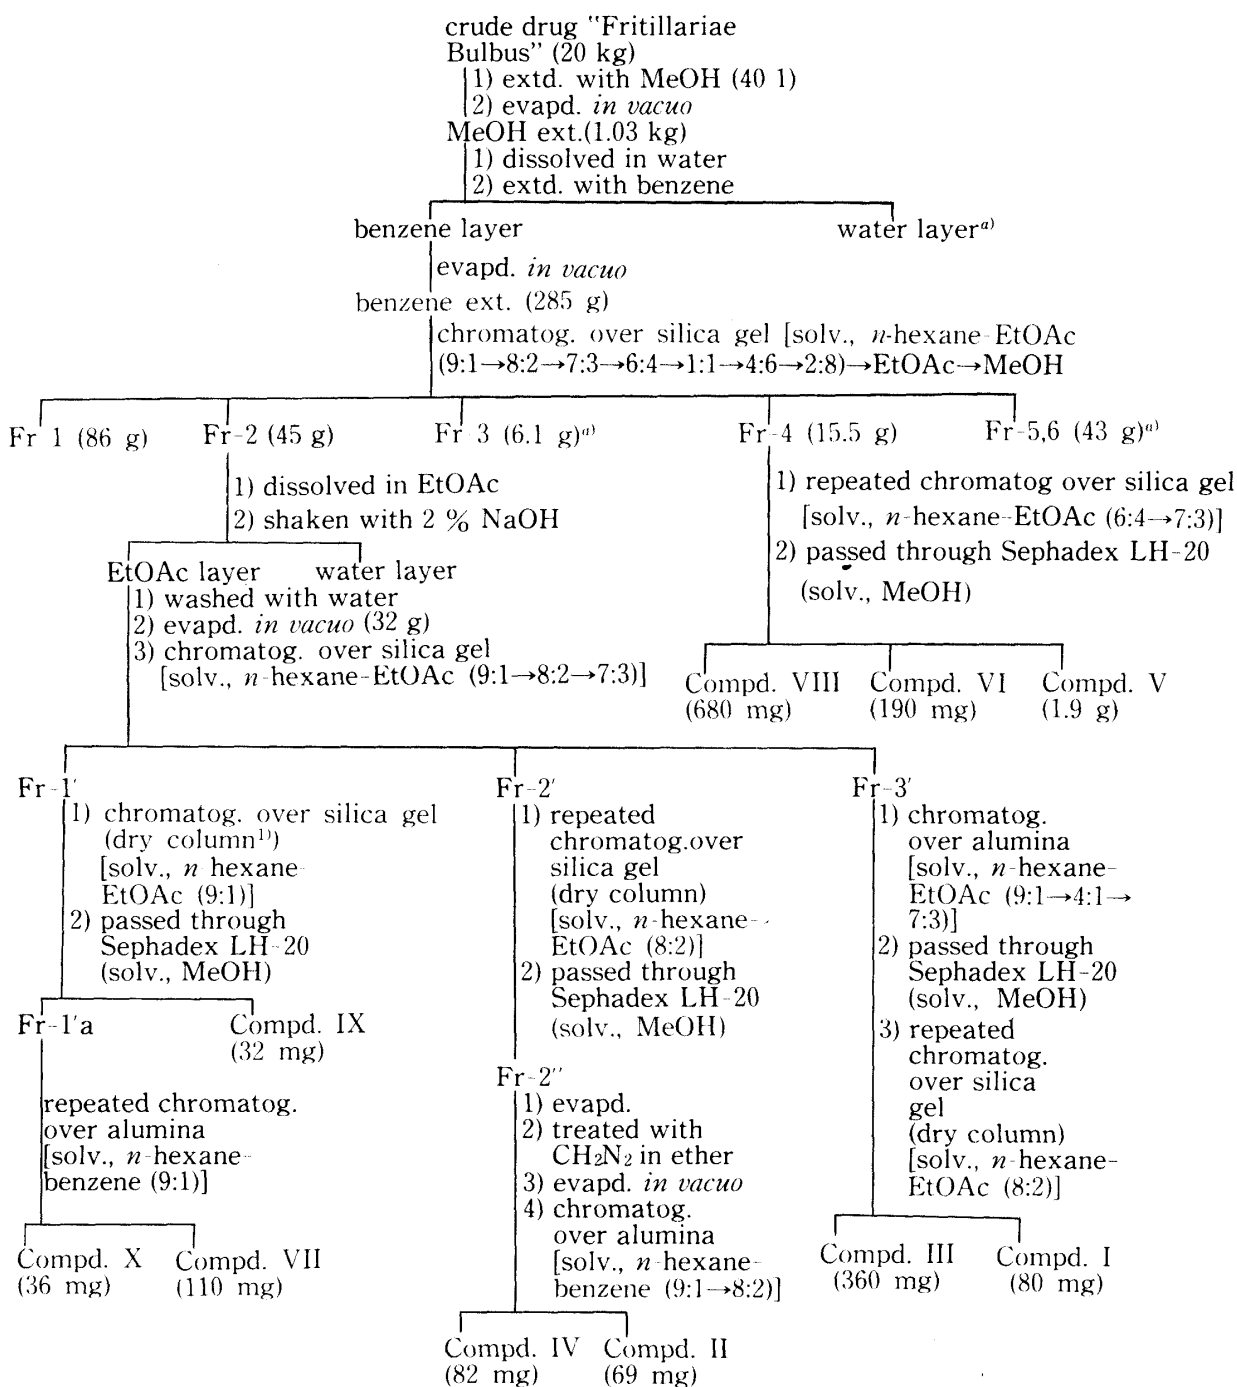 crude drug "Fritillariae
Bulbus" (20 kg)
1) extd. with MeOH (40 l)
2) evapd. in vacuo
MeOH ext.(1.03 kg)
1) dissolved in water
2) extd. with benzene
benzene layer
water layer a)
evapd. in vacuo
benzene ext. (285 g)
chromatog. over silica gel [solv., n-hexane-EtOAc
(9:1→8:2→7:3→6:4→1:1→4:6→2:8)→EtOAc→MeOH
Fr 1 (86 g)
Fr-2 (45 g)
Fr 3 (6.1 g) a)
Fr-4 (15.5 g)
Fr-5,6 (43 g) a)
1) dissolved in EtOAc
2) shaken with 2 % NaOH
1) repeated chromatog over silica gel
[solv., n-hexane-EtOAc (6:4→7:3)]
2) passed through Sephadex LH-20
(solv., MeOH)
EtOAc layer
water layer
1) washed with water
2) evapd. in vacuo (32 g)
3) chromatog. over silica gel
[solv., n-hexane-EtOAc (9:1→8:2→7:3)]
Compd. VIII
(680 mg)
Compd. VI
(190 mg)
Compd. V
(1.9 g)
Fr-1'
1) chromatog. over silica gel
(dry column 1))
[solv., n hexane-
EtOAc (9:1)]
2) passed through
Sephadex LH-20
(solv., MeOH)
Fr-1'a
Compd. IX
(32 mg)
repeated chromatog.
over alumina
[solv., n-hexane-
benzene (9:1)]
Compd. X
(36 mg)
Compd. VII
(110 mg)
Fr-2'
1) repeated
chromatog.over
silica gel
(dry column)
[solv., n-hexane-
EtOAc (8:2)]
2) passed through
Sephadex LH-20
(solv., MeOH)
Fr-2''
1) evapd.
2) treated with
CH2N2 in ether
3) evapd. in vacuo
4) chromatog.
over alumina
[solv., n-hexane-
benzene (9:1→8:2)]
Compd. IV
(82 mg)
Compd. II
(69 mg)
Fr-3'
1) chromatog.
over alumina
[solv., n-hexane-
EtOAc (9:1→4:1→
7:3)]
2) passed through
Sephadex LH-20
(solv., MeOH)
3) repeated
chromatog.
over silica
gel
(dry column)
[solv., n-hexane-
EtOAc (8:2)]
Compd. III
(360 mg)
Compd. I
(80 mg)